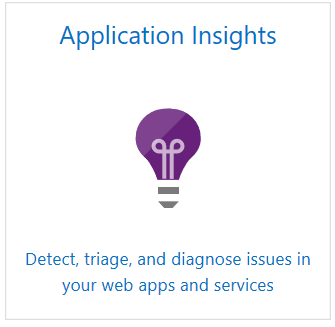 Application Insights
Detect, triage, and diagnose issues in
your web apps and services